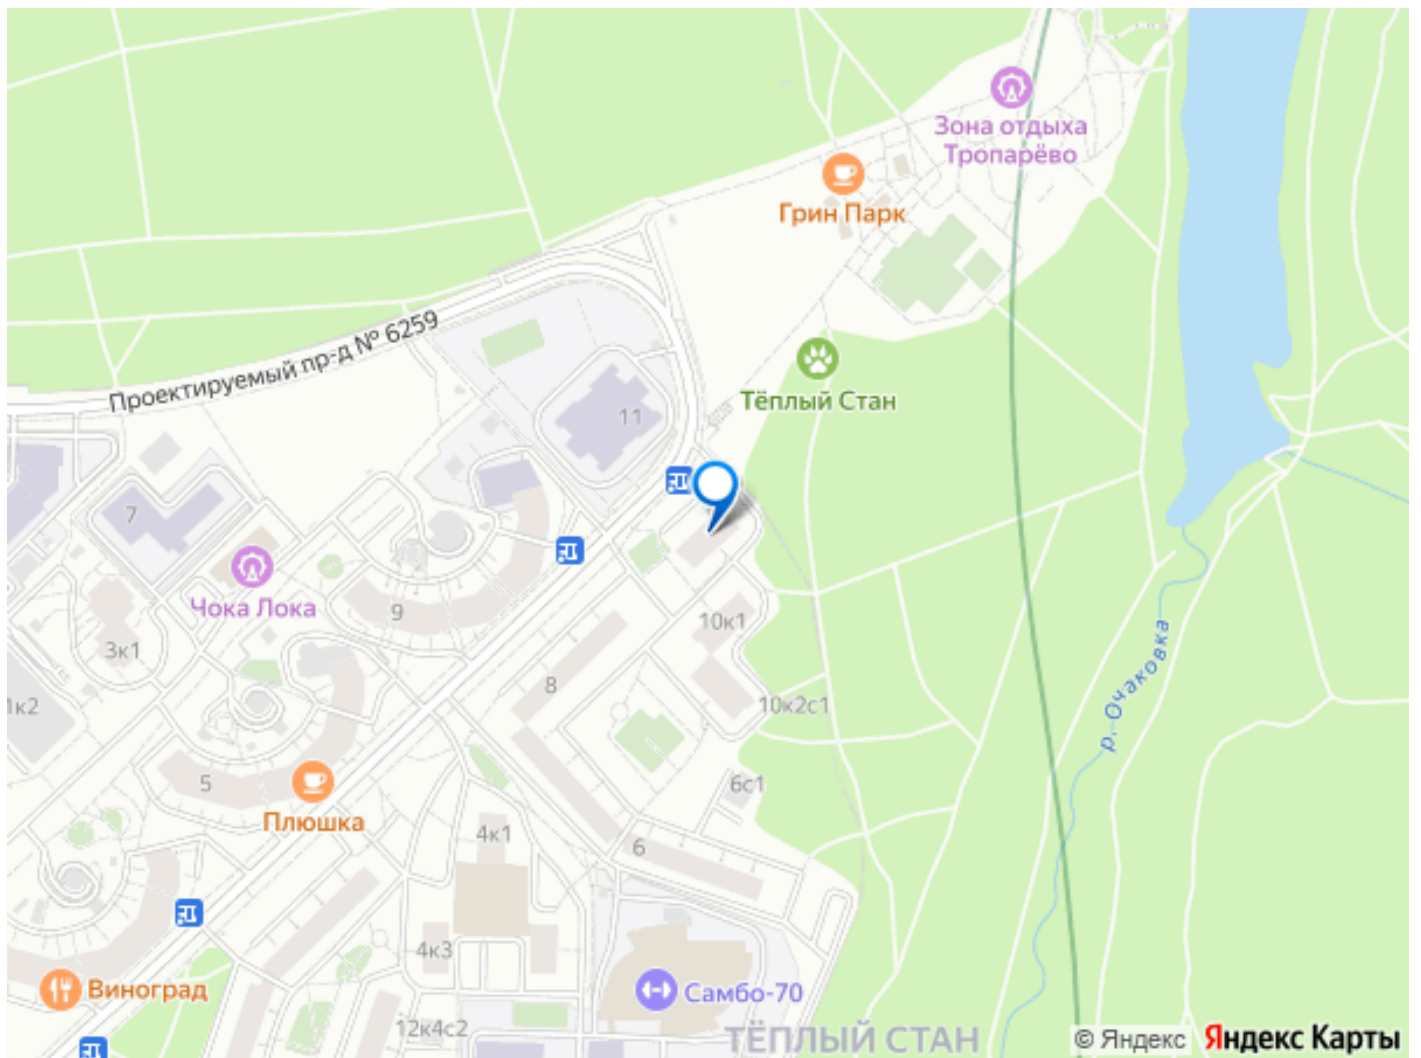 Зона отдыха
Тропарёво
Грин Парк
Проектируемый пр-д № 6259
Тёплый Стан
11
7
Чока Лока
9
3к1
10к1
8
1к2
10к2с1
р. Очаковка
5
6с1
Плюшка
4к1
6
4к3
Виноград
Самбо-70
12к4с2
ТЁПЛЫЙ СТАН
© Яндекс Яндекс Карты